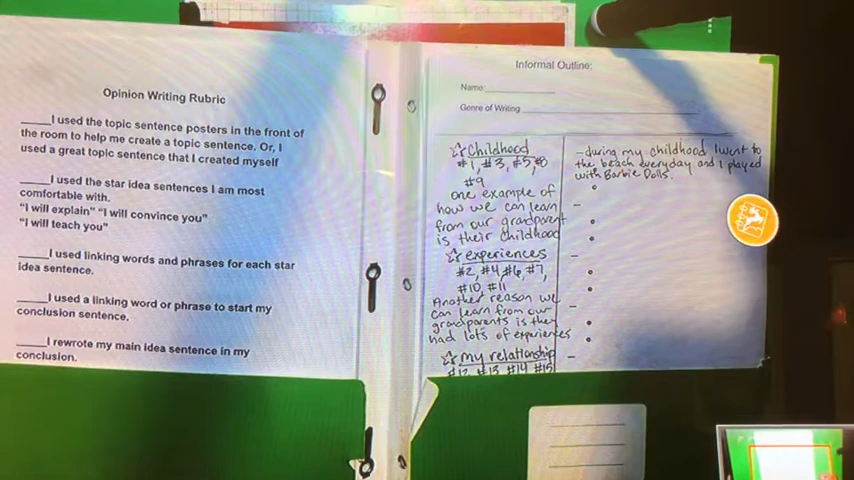 Opinion Writing Rubric
_____I used the topic sentence posters in the front of
the room to help me create a topic sentence. Or, I
used a great topic sentence that I created myself
_____I used the star idea sentences I am most
comfortable with.
"I will explain" "I will convince you"
"I will teach you"
_____I used linking words and phrases for each star
idea sentence.
_____I used a linking word or phrase to start my
conclusion sentence.
_____I rewrote my main idea sentence in my
conclusion.
Informal Outline:
Name:
Genre of Writing
☆ Childhood
#1, #3, #5, #8
#9
one example of
how we can learn
from our grandparent
is their childhood
☆ experiences
#2, #4, #6, #7,
#10, #11
Another reason we
can learn from our
grandparents is they
had lots of experiences
☆ my relationship
#12, #13, #14, #15
- during my childhood I went to
the beach everyday and I played
with Barbie Dolls.